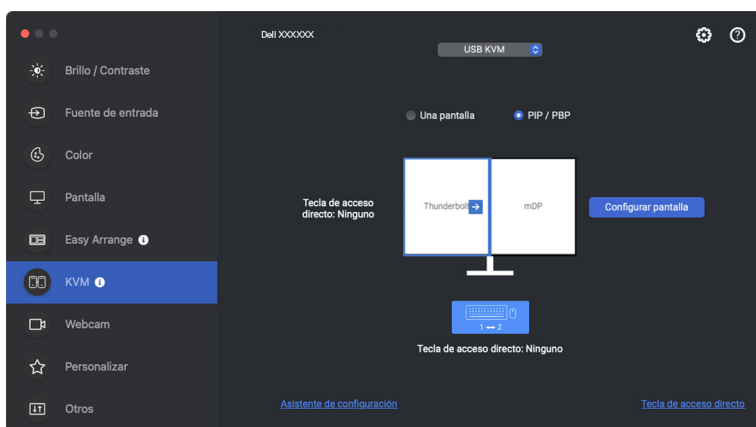 Dell XXXXXX
USB KVM
Brillo / Contraste
Fuente de entrada
Color
Pantalla
Easy Arrange
KVM
Webcam
Personalizar
Otros
Una pantalla
PIP / PBP
Tecla de acceso
directo: Ninguno
Thunderbolt
mDP
Configurar pantalla
1 2
Tecla de acceso directo: Ninguno
Asistente de configuración
Tecla de acceso directo